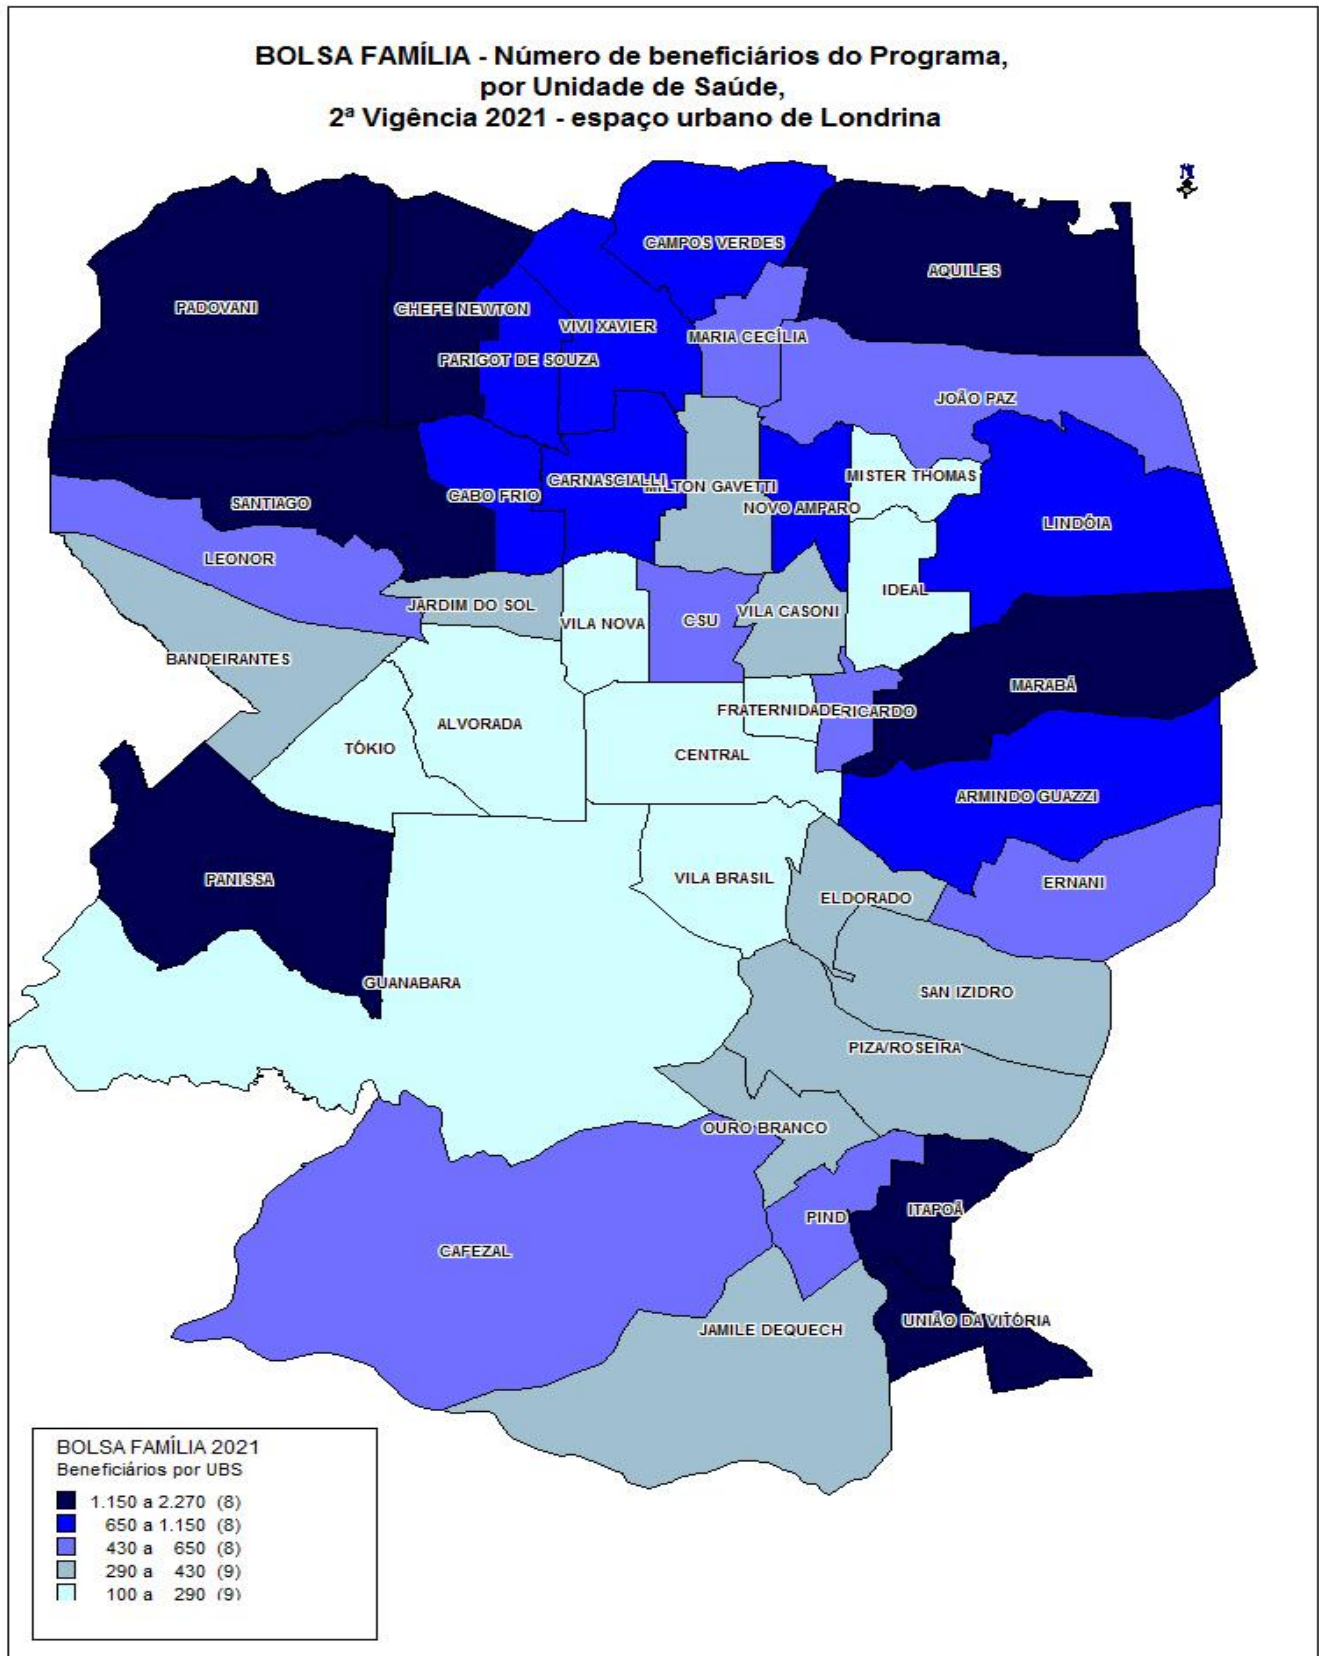 BOLSA FAMÍLIA - Número de beneficiários do Programa,
por Unidade de Saúde,
2ª Vigência 2021 - espaço urbano de Londrina
N
CAMPOS VERDES
AQUILES
PADOVANI
CHEFE NEWTON
VIVI XAVIER
MARIA CECÍLIA
PARIGOT DE SOUZA
JOÃO PAZ
MISTER THOMAS
CARNASCIALLI
MILTON GAVETTI
CABO FRIO
SANTIAGO
NOVO AMPARO
LINDÓIA
LEONOR
IDEAL
JARDIM DO SOL
VILA CASONI
VILA NOVA
CSU
BANDEIRANTES
MARABÁ
FRATERNIDADE
RICARDO
ALVORADA
TÓKIO
CENTRAL
ARMINDO GUAZZI
PANISSA
VILA BRASIL
ERNANI
ELDORADO
GUANABARA
SAN IZIDRO
PIZA/ROSEIRA
OURO BRANCO
ITAPOÃ
PIND
CAFEZAL
UNIÃO DA VITÓRIA
JAMILE DEQUECH
BOLSA FAMÍLIA 2021
Beneficiários por UBS
1.150 a 2.270 (8)
650 a 1.150 (8)
430 a 650 (8)
290 a 430 (9)
100 a 290 (9)